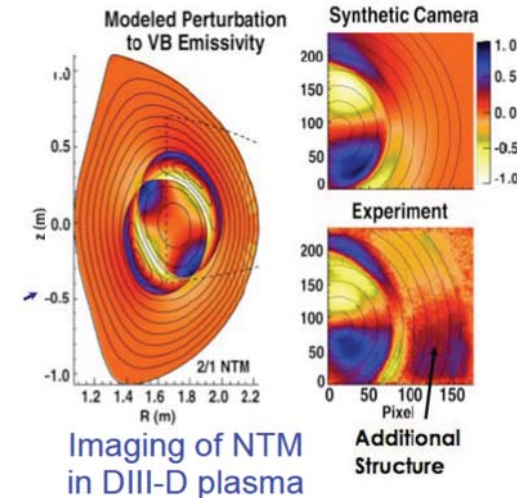 Modeled Perturbation
to VB Emissivity
1.0
0.5
0.0
-0.5
-1.0
z (m)
2/1 NTM
1.2 1.4 1.6 1.8 2.0 2.2
R (m)
Imaging of NTM
in DIII-D plasma
Synthetic Camera
200
150
100
50
0
1.0
0.5
0.0
-0.5
-1.0
Experiment
200
150
100
50
0
0 50 100 150
Pixel
Additional
Structure